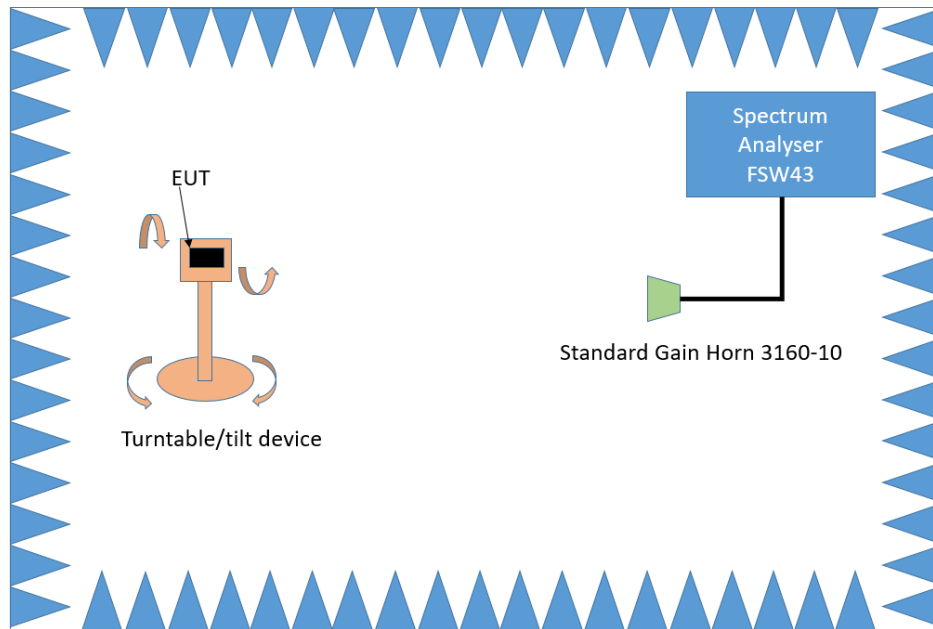 Spectrum
Analyser
FSW43
EUT
Standard Gain Horn 3160-10
Turntable/tilt device